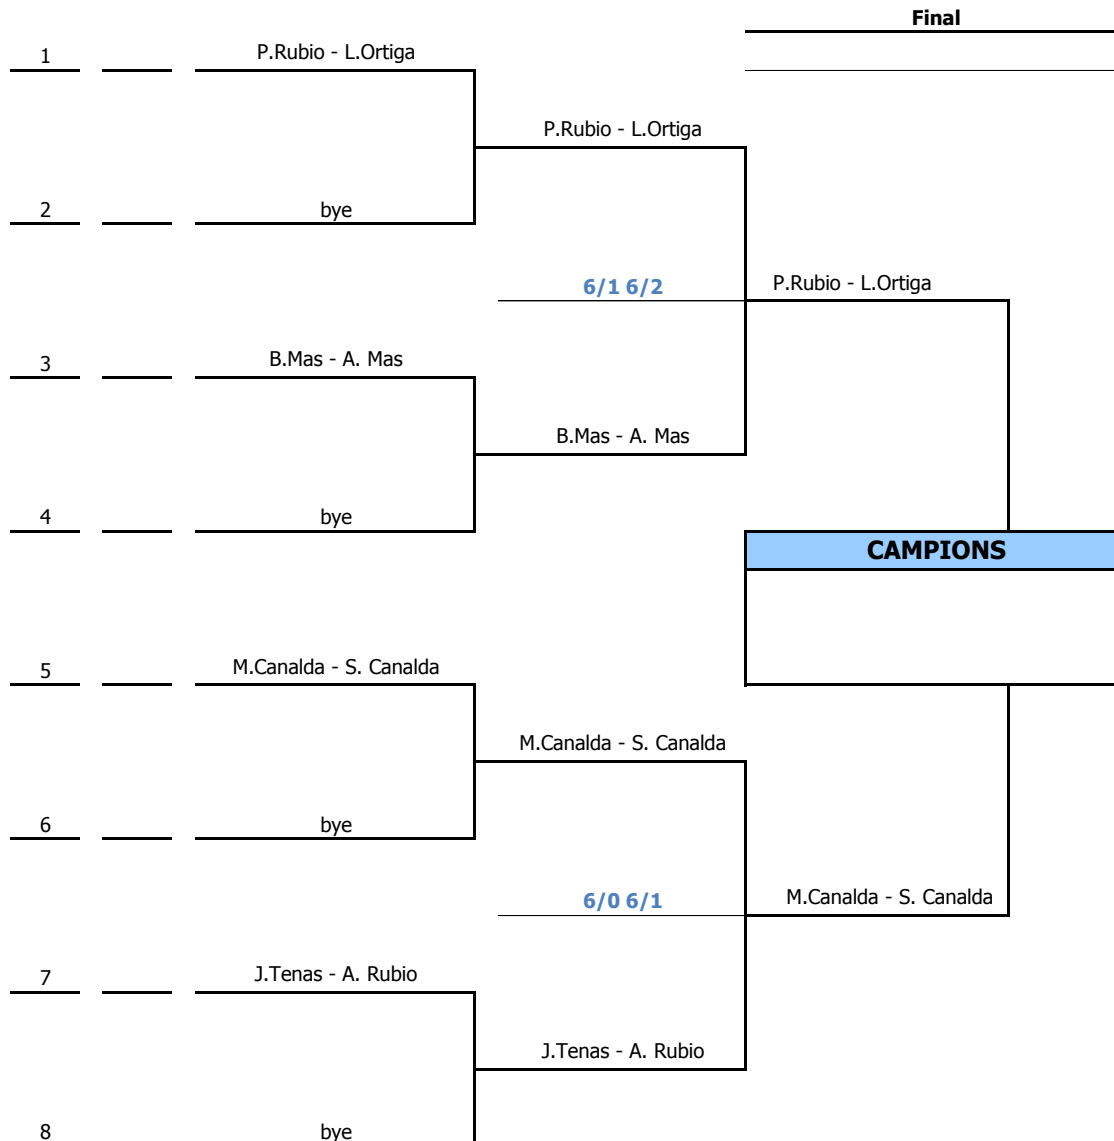 Final
1 P.Rubio - L.Ortiga
P.Rubio - L.Ortiga
2 bye
6/1 6/2 P.Rubio - L.Ortiga
3 B.Mas - A. Mas
B.Mas - A. Mas
4 bye
CAMPIONS
5 M.Canalda - S. Canalda
M.Canalda - S. Canalda
6 bye
6/0 6/1 M.Canalda - S. Canalda
7 J.Tenas - A. Rubio
J.Tenas - A. Rubio
8 bye